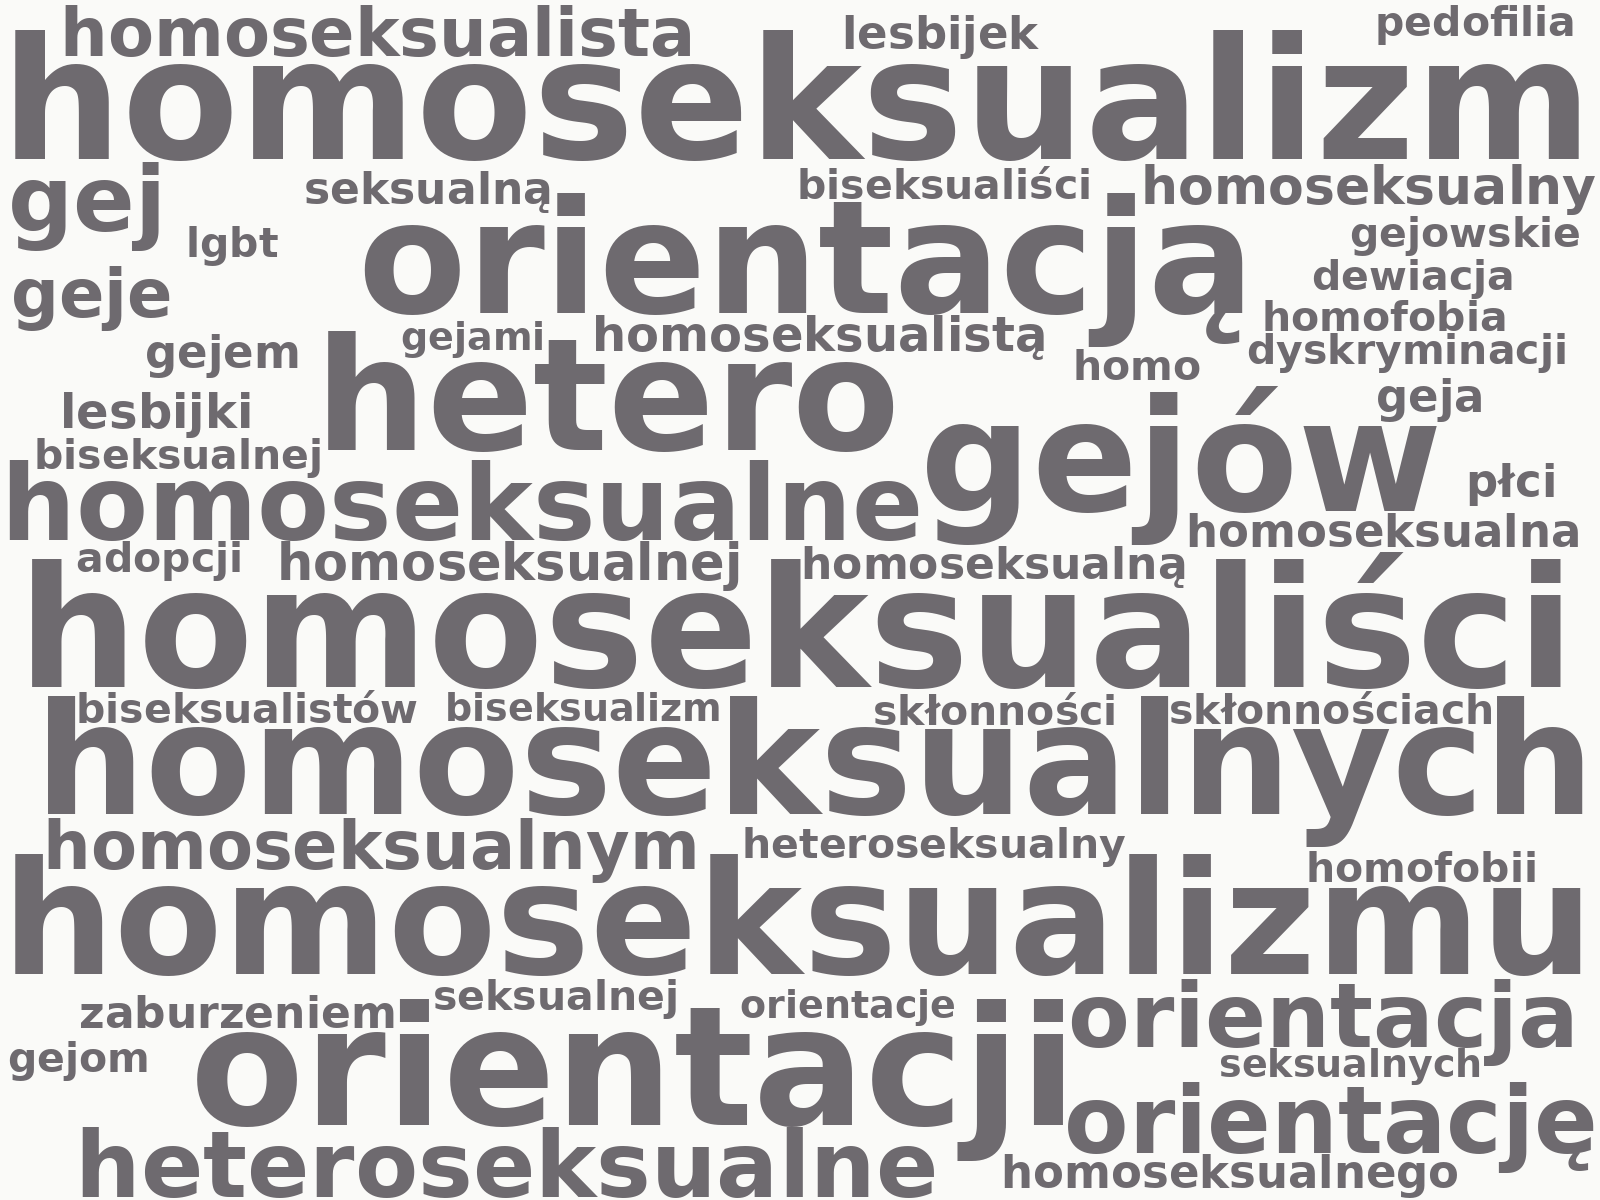 homoseksualista lesbijek pedofilia
homoseksualizm
gej seksualną biseksualiści homoseksualny
lgbt orientacją gejowskie
geje dewiacja
homofobia
gejem gejami homoseksualistą homo dyskryminacji
hetero geja
lesbijki
biseksualnej gejów płci
homoseksualne homoseksualna
adopcji homoseksualnej homoseksualną
homoseksualiści
biseksualistów biseksualizm skłonności skłonnościach
homoseksualnych
homoseksualnym heteroseksualny homofobii
homoseksualizmu
zaburzeniem seksualnej orientacje orientacja
gejom orientacji seksualnych
orientację
heteroseksualne homoseksualnego